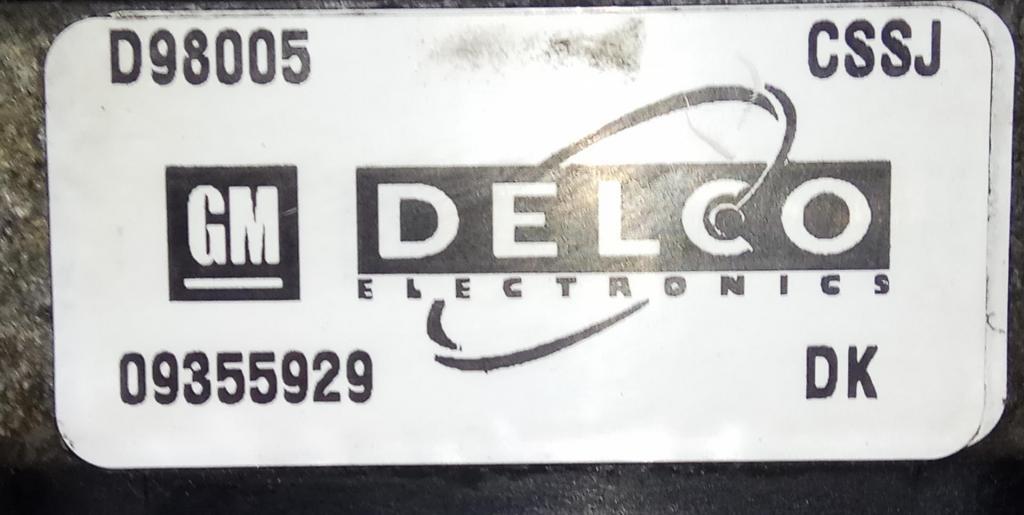 D98005 CSSJ
GM DELCO
ELECTRONICS
09355929 DK